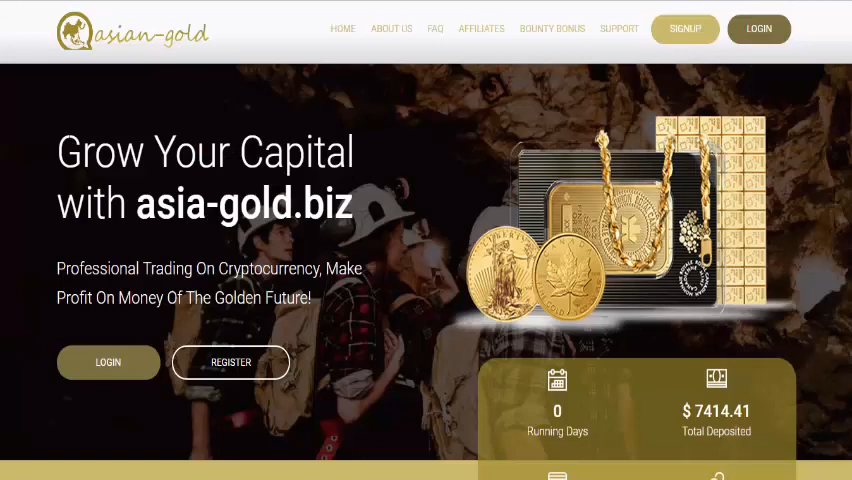 asian-gold
HOME ABOUT US FAQ AFFILIATES BOUNTY BONUS SUPPORT SIGNUP LOGIN
Grow Your Capital
with asia-gold.biz
Professional Trading On Cryptocurrency, Make
Profit On Money Of The Golden Future!
LOGIN REGISTER
LIBERTY
0 $ 7414.41
Running Days Total Deposited